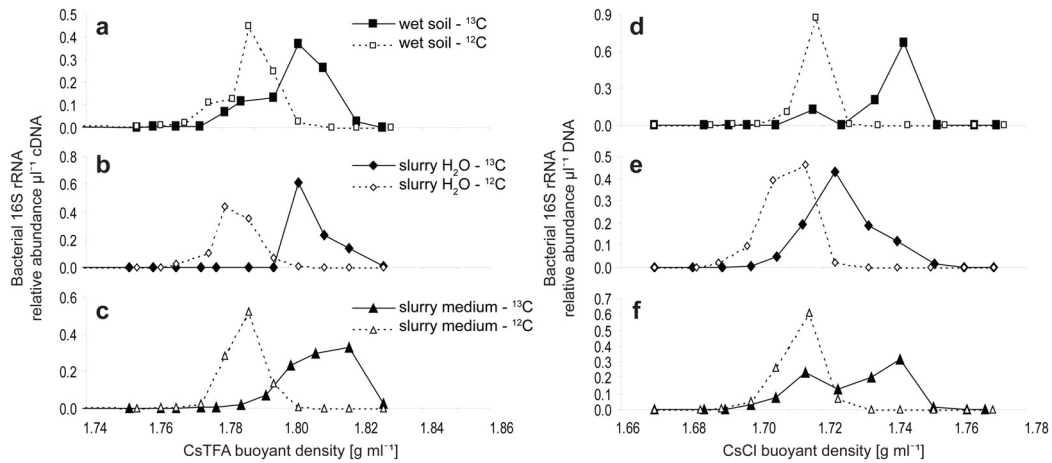 a
0.5
0.4
0.3
0.2
0.1
0.0
wet soil - ¹³C
wet soil - ¹²C
b
0.8
0.6
0.4
0.2
0.0
slurry H₂O - ¹³C
slurry H₂O - ¹²C
c
0.6
0.4
0.2
0.0
slurry medium - ¹³C
slurry medium - ¹²C
1.74 1.76 1.78 1.80 1.82 1.84 1.86
CsTFA buoyant density [g ml⁻¹]
Bacterial 16S rRNA
relative abundance µl⁻¹ cDNA
d
0.9
0.6
0.3
0.0
e
0.5
0.4
0.3
0.2
0.1
0.0
f
0.7
0.6
0.5
0.4
0.3
0.2
0.1
0.0
1.66 1.68 1.70 1.72 1.74 1.76 1.78
CsCl buoyant density [g ml⁻¹]
Bacterial 16S rRNA
relative abundance µl⁻¹ DNA